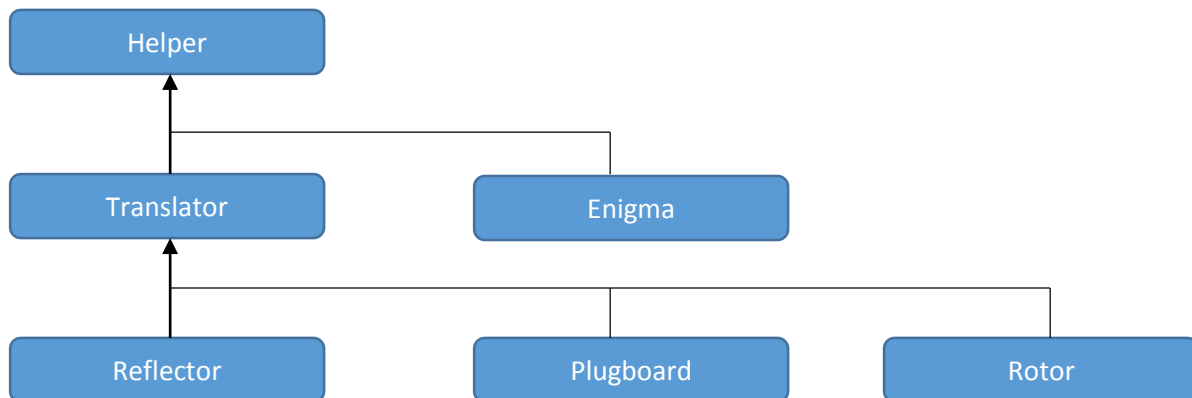 Helper
Translator
Enigma
Reflector
Plugboard
Rotor